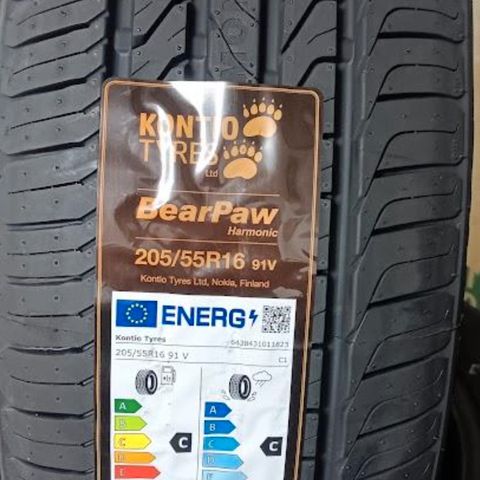 KONTIO
TYRES
Ltd
BearPaw
Harmonic
205/55R16 91V
Kontio Tyres Ltd, Nokia, Finland
ENERG
Kontio Tyres
205/55R16 91 V
C1
A
B
C
D
E
C
A
B
C
D
E
C